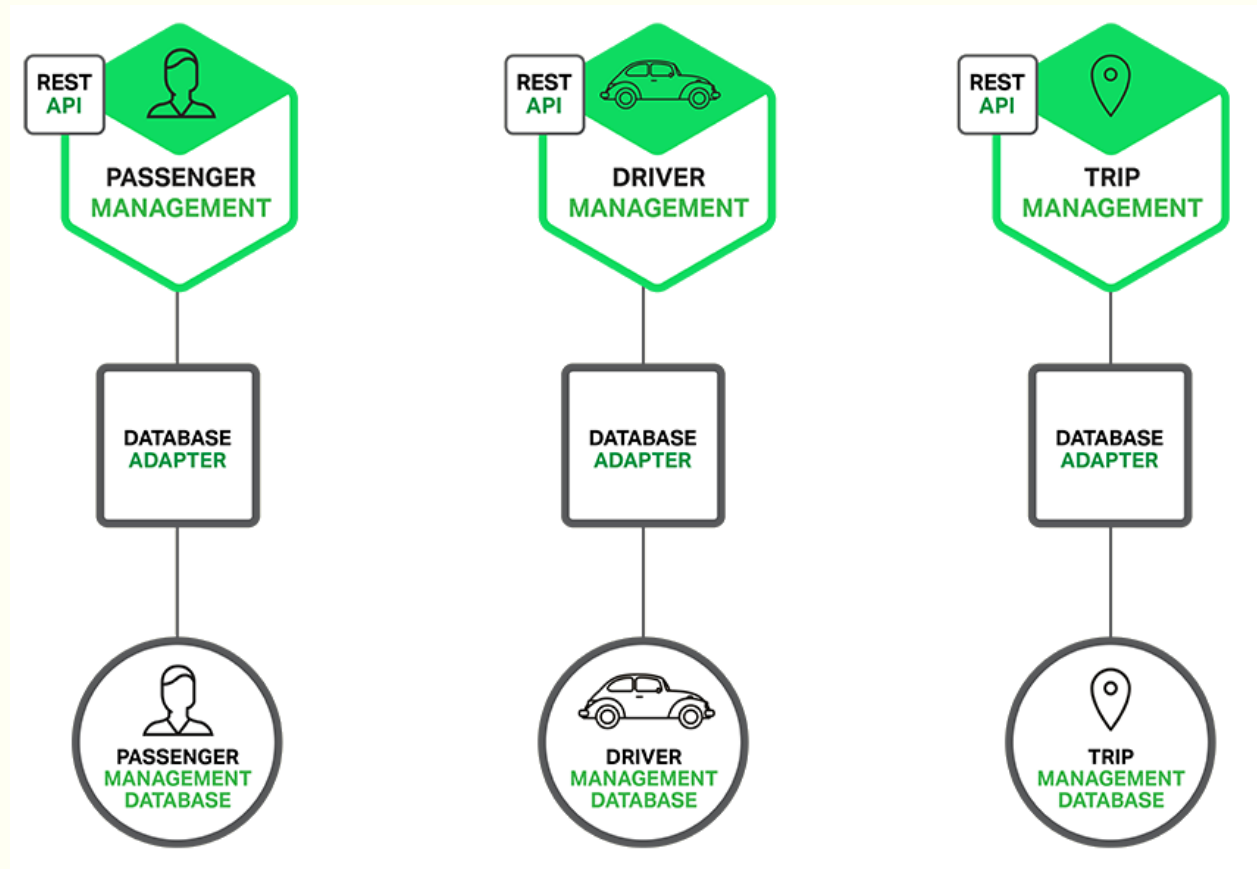 REST
API
PASSENGER
MANAGEMENT
REST
API
DRIVER
MANAGEMENT
REST
API
TRIP
MANAGEMENT
DATABASE
ADAPTER
DATABASE
ADAPTER
DATABASE
ADAPTER
PASSENGER
MANAGEMENT
DATABASE
DRIVER
MANAGEMENT
DATABASE
TRIP
MANAGEMENT
DATABASE